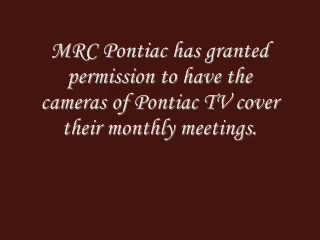 MRC Pontiac has granted
permission to have the
cameras of Pontiac TV cover
their monthly meetings.